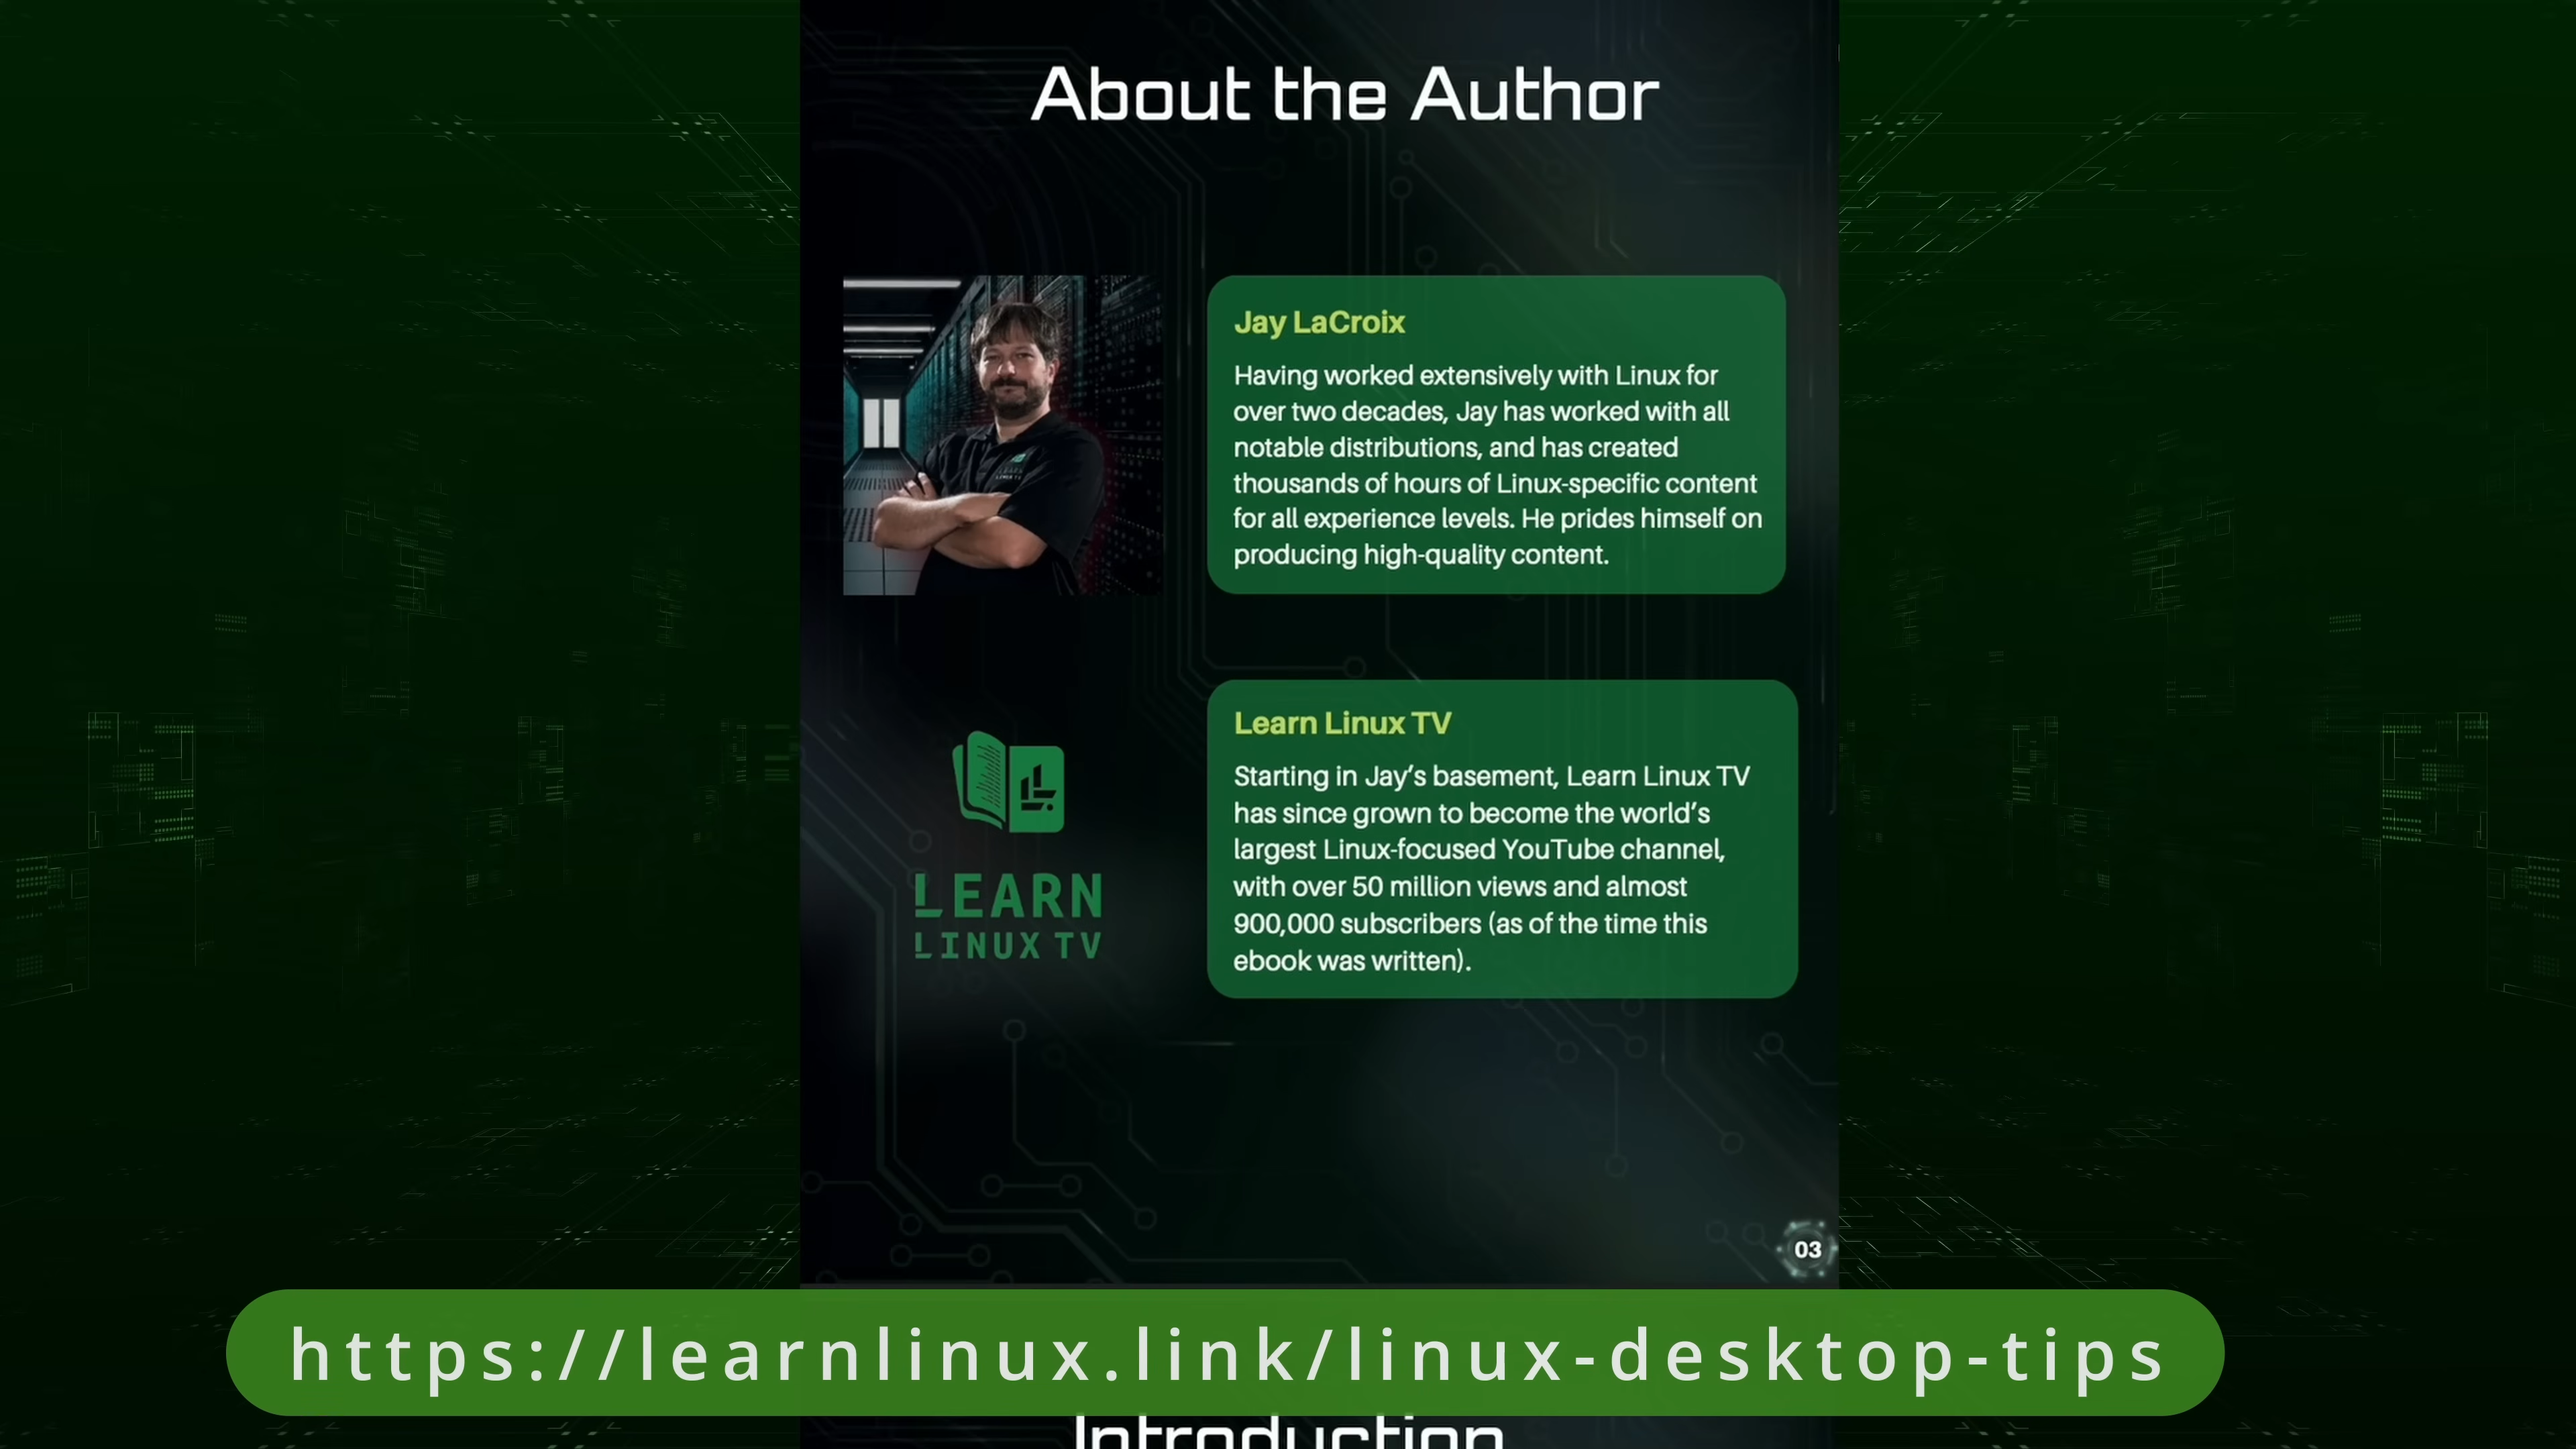 About the Author
Jay LaCroix
Having worked extensively with Linux for
over two decades, Jay has worked with all
notable distributions, and has created
thousands of hours of Linux-specific content
for all experience levels. He prides himself on
producing high-quality content.
LEARN
LINUX TV
Learn Linux TV
Starting in Jay’s basement, Learn Linux TV
has since grown to become the world’s
largest Linux-focused YouTube channel,
with over 50 million views and almost
900,000 subscribers (as of the time this
ebook was written).
03
https://learnlinux.link/linux-desktop-tips
Introduction